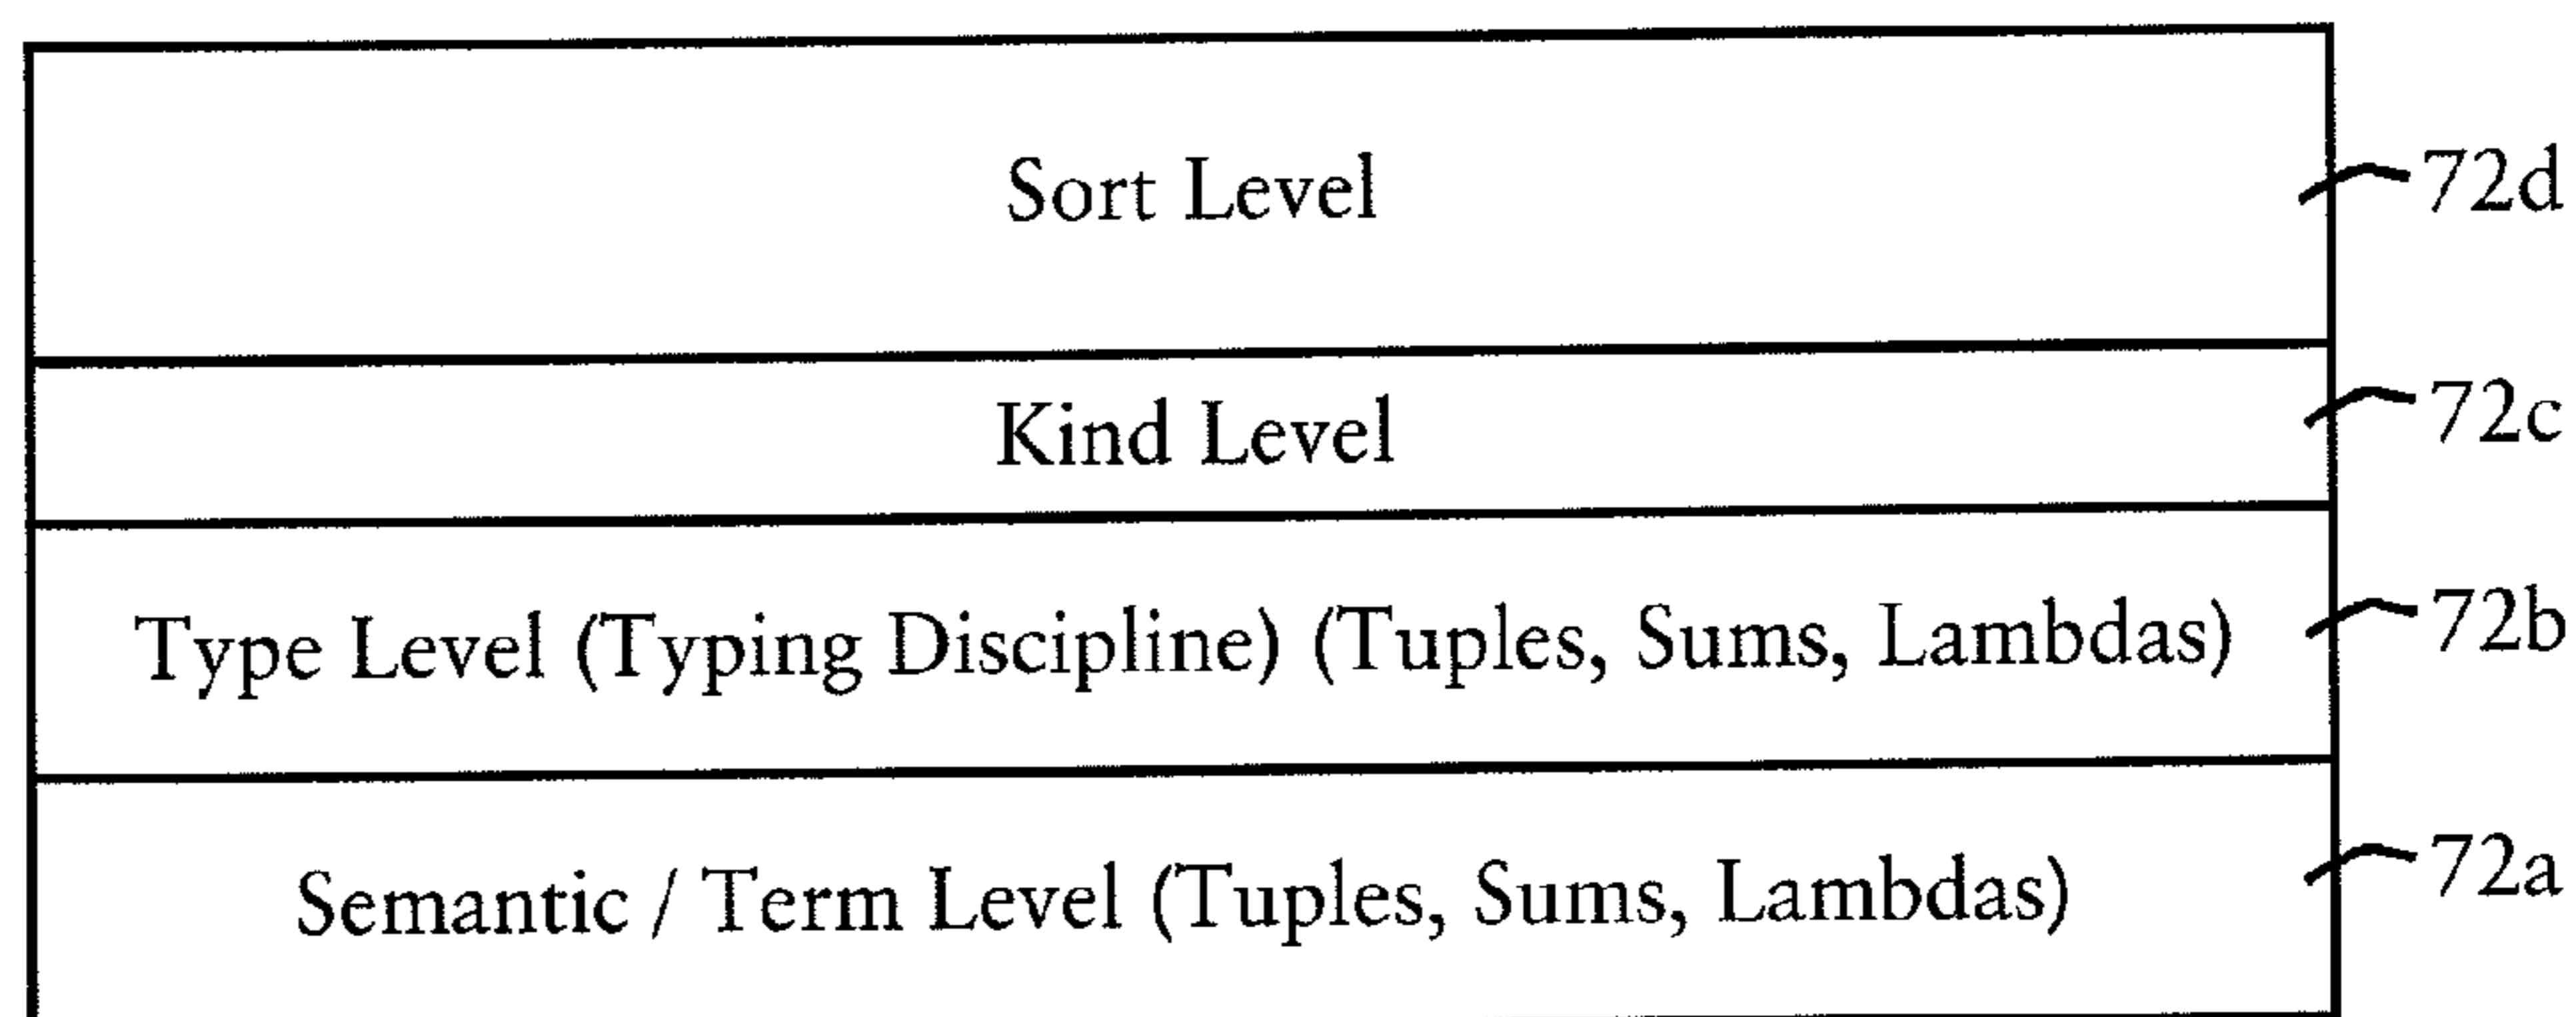 Sort Level 72d
Kind Level 72c
Type Level (Typing Discipline) (Tuples, Sums, Lambdas) 72b
Semantic / Term Level (Tuples, Sums, Lambdas) 72a